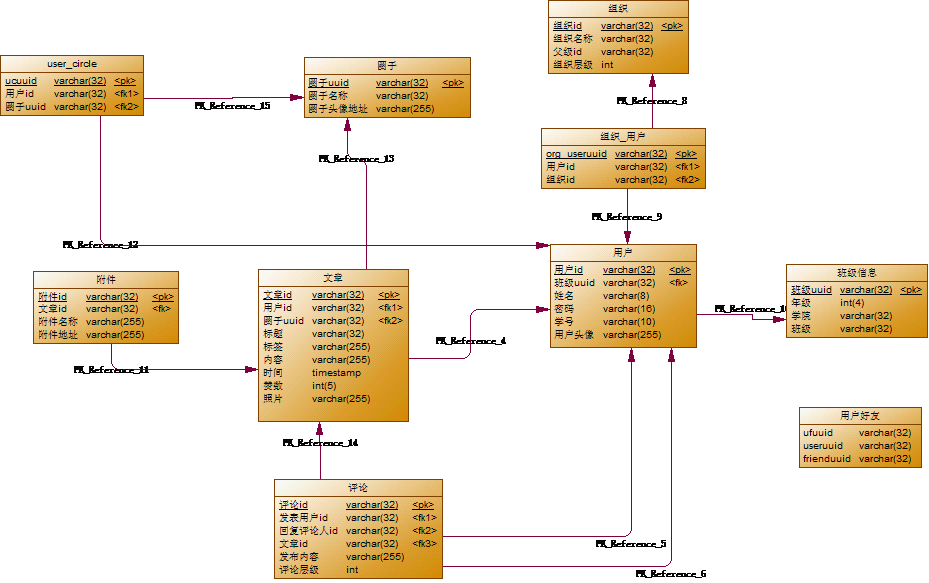 组织
组织id varchar(32) <pk>
组织名称 varchar(32)
父级id varchar(32)
组织层级 int
user_circle
ucuuid varchar(32) <pk>
用户id varchar(32) <fk1>
圈子uuid varchar(32) <fk2>
圈子
圈子uuid varchar(32) <pk>
圈子名称 varchar(32)
圈子头像地址 varchar(255)
FK_Reference_15
FK_Reference_8
组织_用户
org_useruuid varchar(32) <pk>
用户id varchar(32) <fk1>
组织id varchar(32) <fk2>
FK_Reference_13
FK_Reference_9
FK_Reference_12
用户
用户id varchar(32) <pk>
班级uuid varchar(32) <fk>
姓名 varchar(8)
密码 varchar(16)
学号 varchar(10)
用户头像 varchar(255)
附件
附件id varchar(32) <pk>
文章id varchar(32) <fk>
附件名称 varchar(255)
附件地址 varchar(255)
文章
文章id varchar(32) <pk>
用户id varchar(32) <fk1>
圈子uuid varchar(32) <fk2>
标题 varchar(32)
标签 varchar(255)
内容 varchar(255)
时间 timestamp
赞数 int(5)
照片 varchar(255)
班级信息
班级uuid varchar(32) <pk>
年级 int(4)
学院 varchar(32)
班级 varchar(32)
FK_Reference_4
FK_Reference_11
用户好友
ufuuid varchar(32)
useruuid varchar(32)
frienduuid varchar(32)
FK_Reference_14
评论
评论id varchar(32) <pk>
发表用户id varchar(32) <fk1>
回复评论人id varchar(32) <fk2>
文章id varchar(32) <fk3>
发布内容 varchar(255)
评论层级 int
FK_Reference_5
FK_Reference_6